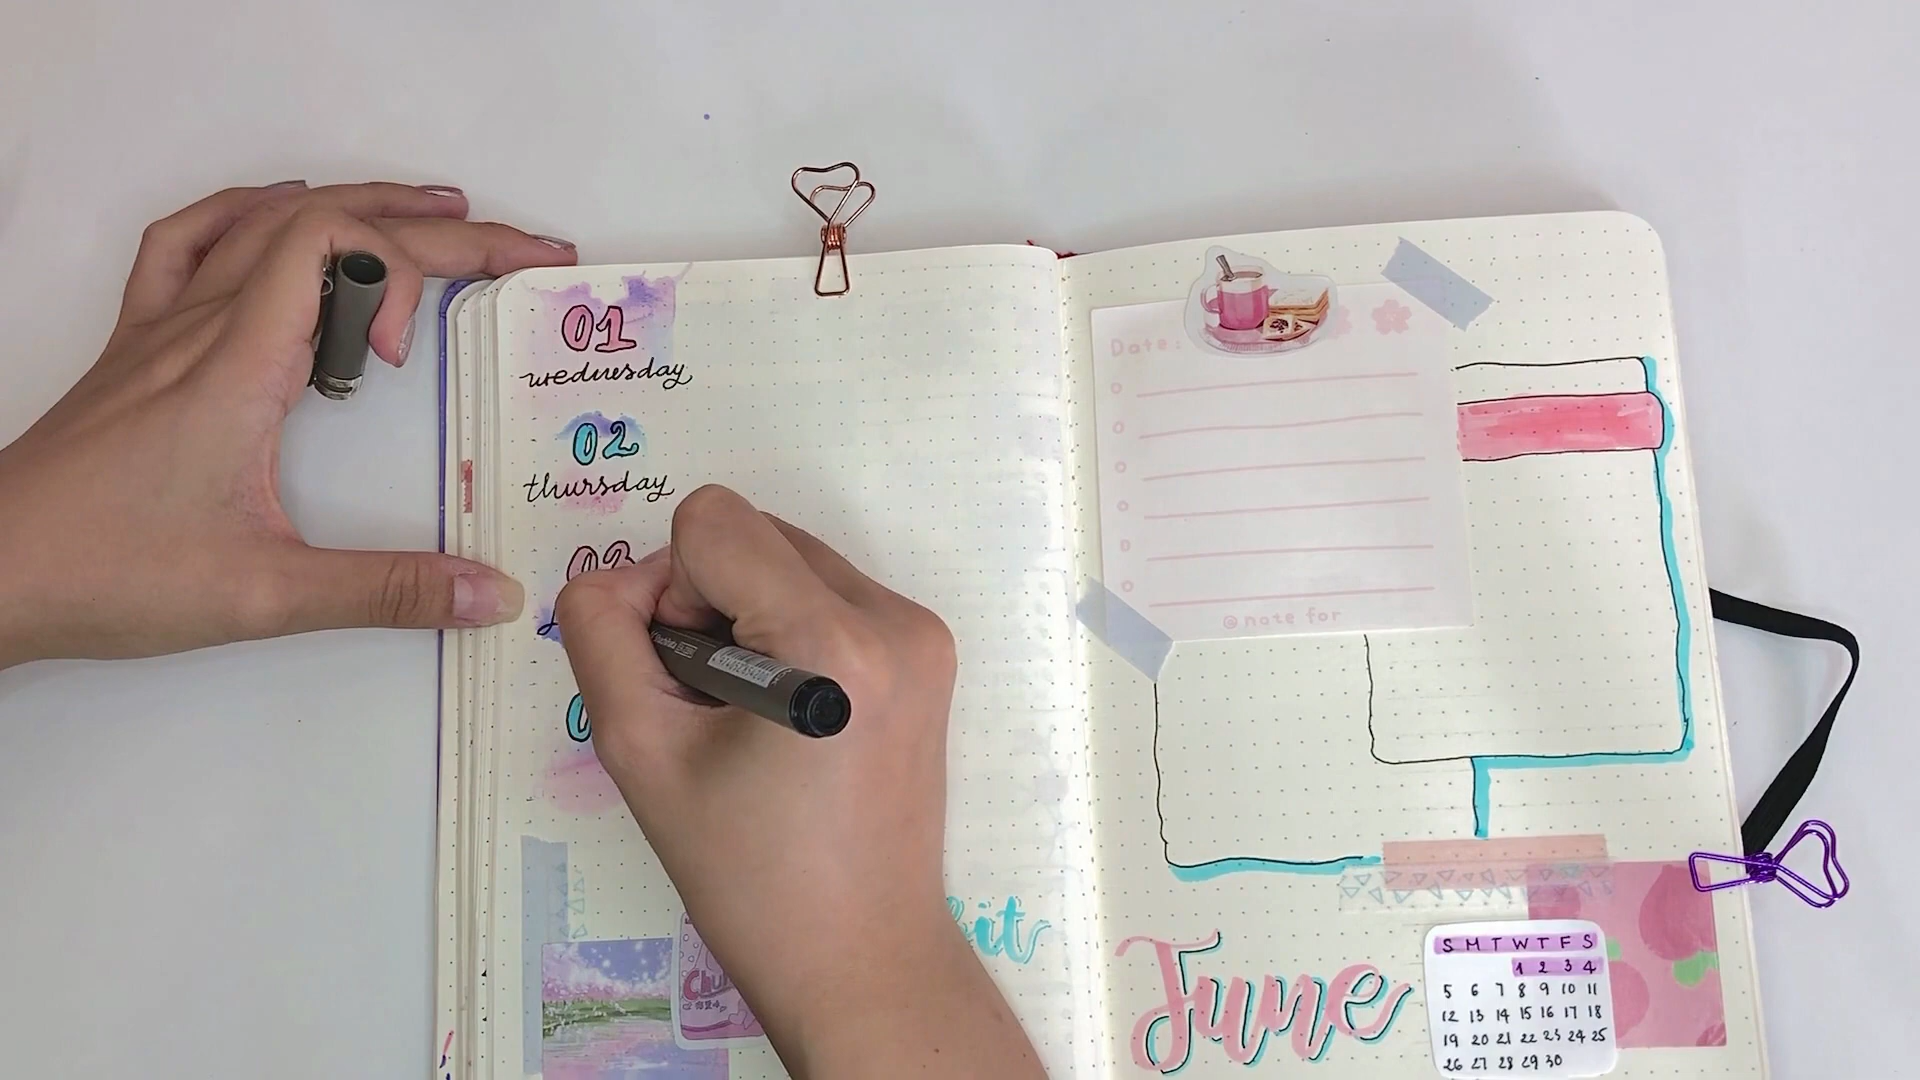 01
wednesday
02
thursday
03
Date:
@note for
June
S M T W T F S
1 2 3 4
5 6 7 8 9 10 11
12 13 14 15 16 17 18
19 20 21 22 23 24 25
26 27 28 29 30